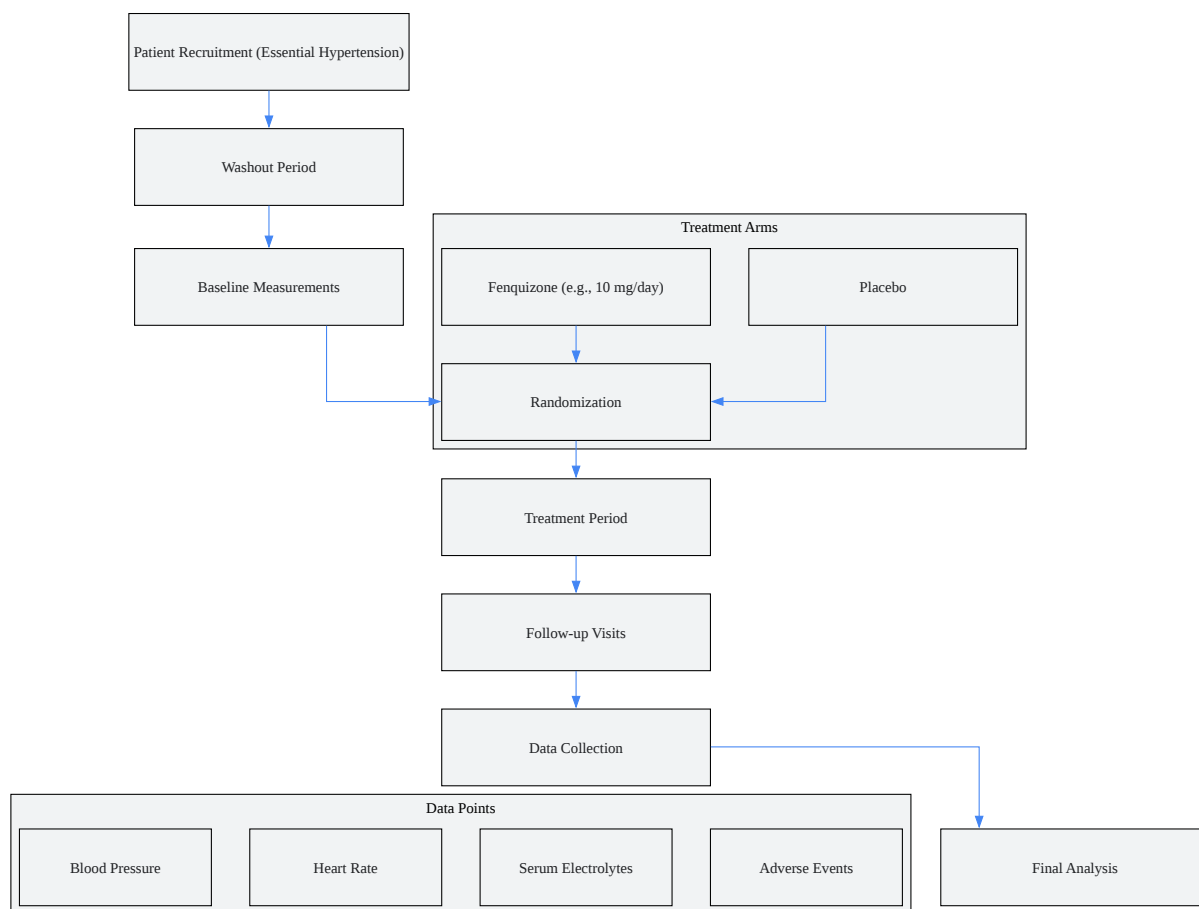 Patient Recruitment (Essential Hypertension)
Washout Period
Treatment Arms
Baseline Measurements
Fenquizone (e.g., 10 mg/day)
Placebo
Randomization
Treatment Period
Follow-up Visits
Data Collection
Data Points
Blood Pressure
Heart Rate
Serum Electrolytes
Adverse Events
Final Analysis